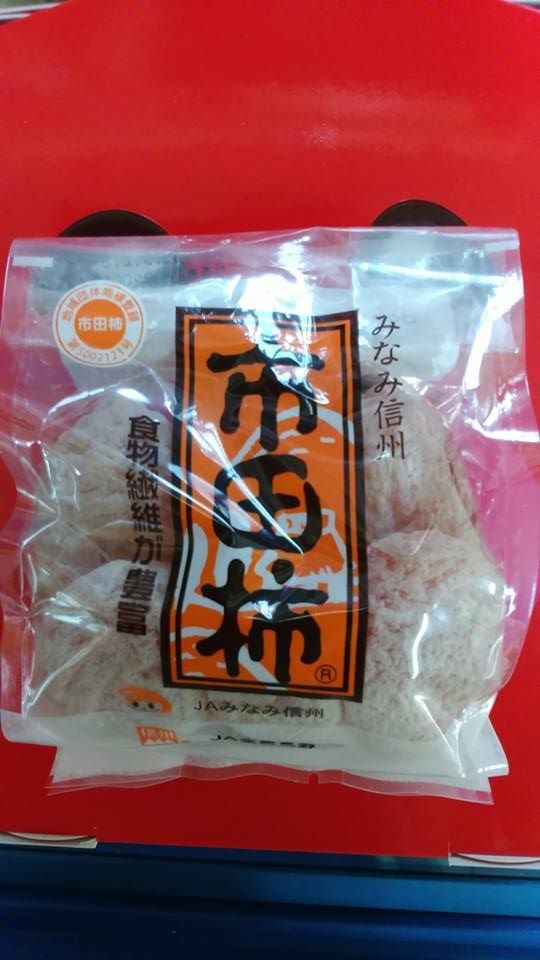 地域団体商標登録
市田柿
第5002123号
みなみ信州
市田柿
®
食物繊維が豊富
JAみなみ信州